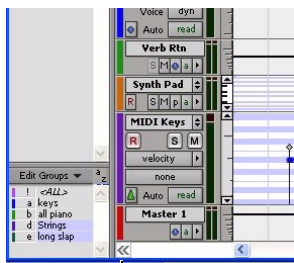 Voice dyn
Auto read
Verb Rtn
S M a
Synth Pad
R S M p a
MIDI Keys
R S M
velocity
none
Auto read
Master 1
a
Edit Groups
a z
! <ALL>
a keys
b all piano
d Strings
e long slap